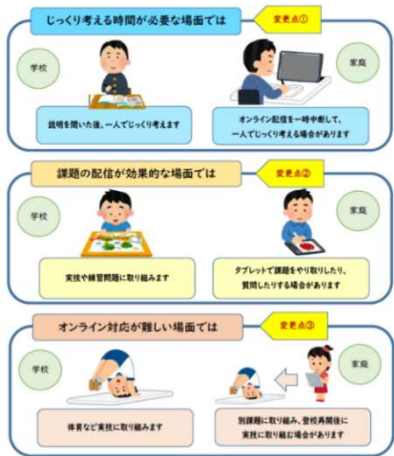 じっくり考える時間が必要な場面では
変更点①
学校
家庭
説明を聞いた後、一人でじっくり考えます
オンライン配信を一時中断して、
一人でじっくり考える場合があります
課題の配信が効果的な場面では
変更点②
学校
家庭
実技や練習問題に取り組みます
タブレットで課題をやり取りしたり、
質問したりする場合があります
オンライン対応が難しい場面では
変更点③
学校
家庭
体育など実技に取り組みます
別課題に取り組み、登校再開後に
実技に取り組む場合があります